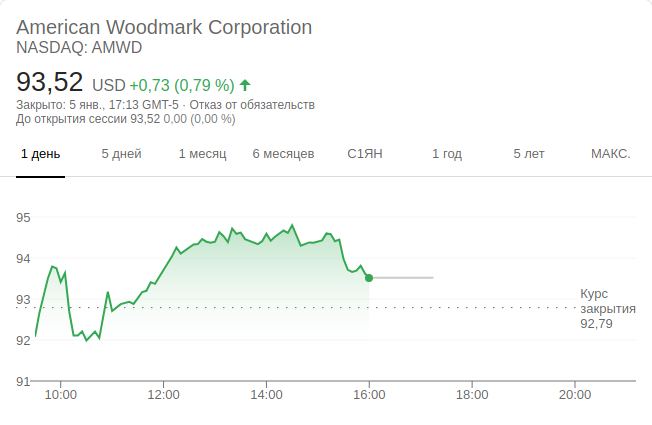 American Woodmark Corporation
NASDAQ: AMWD
93,52 USD +0,73 (0,79 %)
Закрыто: 5 янв., 17:13 GMT-5 · Отказ от обязательств
До открытия сессии 93,52 0,00 (0,00 %)
1 день 5 дней 1 месяц 6 месяцев С1ЯН 1 год 5 лет МАКС.
95
94
93
92
91
Курс
закрытия
92,79
10:00 12:00 14:00 16:00 18:00 20:00